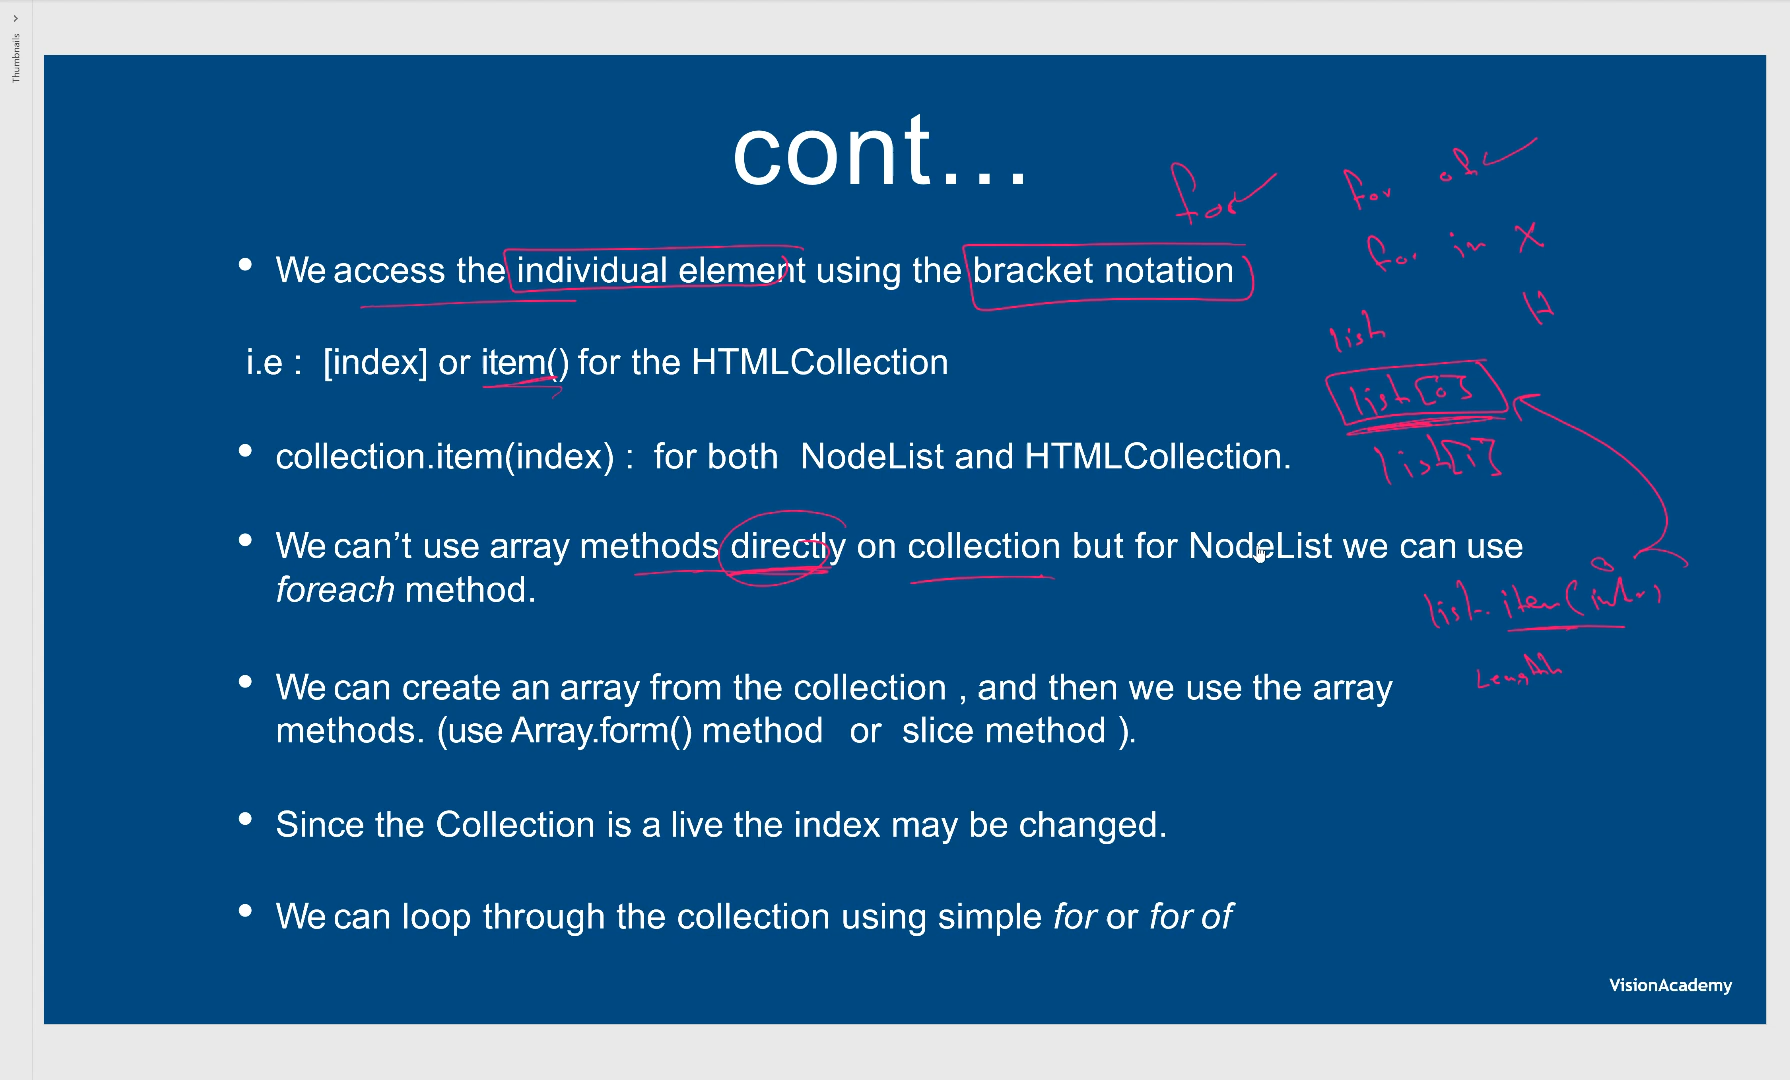 Thumbnails
cont...
for
for of
for in X
• We access the individual element using the bracket notation
list
i.e : [index] or item() for the HTMLCollection
list[0]
• collection.item(index) : for both NodeList and HTMLCollection.
list[i]
• We can't use array methods directly on collection but for NodeList we can use
foreach method.
0
list.item(index)
Length
• We can create an array from the collection , and then we use the array
methods. (use Array.form() method or slice method ).
• Since the Collection is a live the index may be changed.
• We can loop through the collection using simple for or for of
VisionAcademy